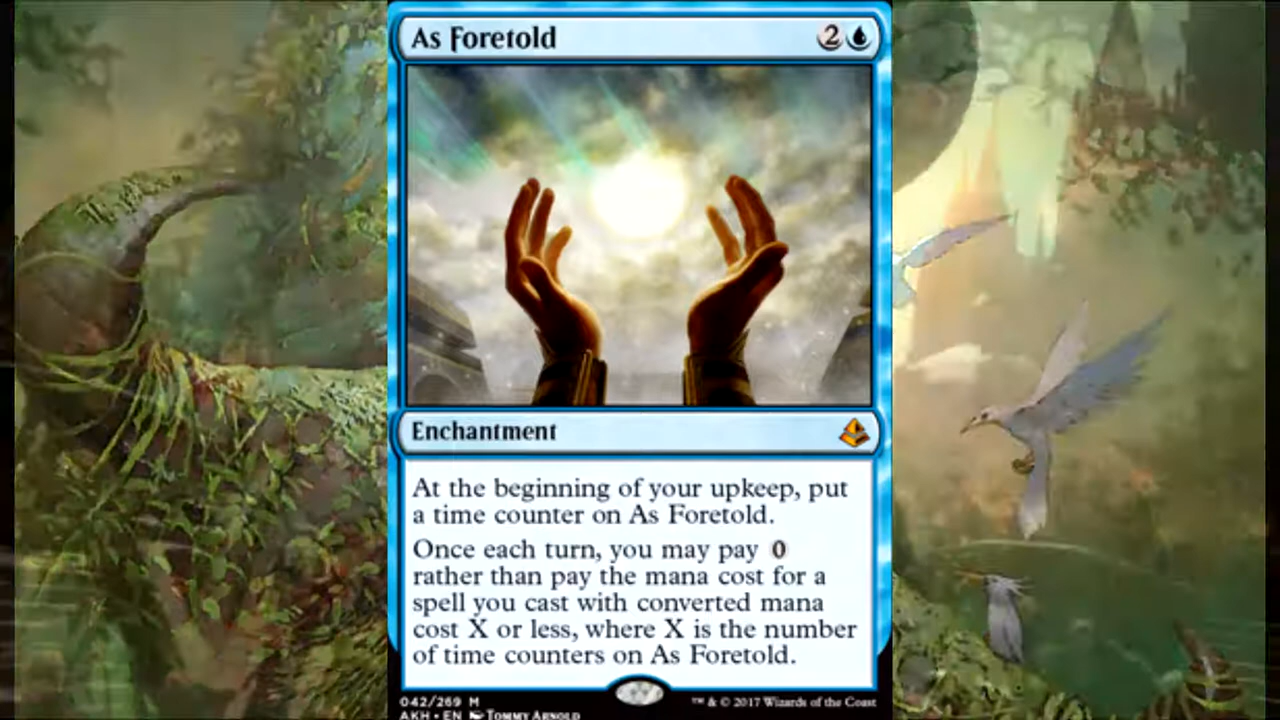 As Foretold 2
Enchantment
At the beginning of your upkeep, put
a time counter on As Foretold.
Once each turn, you may pay 0
rather than pay the mana cost for a
spell you cast with converted mana
cost X or less, where X is the number
of time counters on As Foretold.
042/269 M ™ & © 2017 Wizards of the Coast
AKH • EN Tommy Arnold